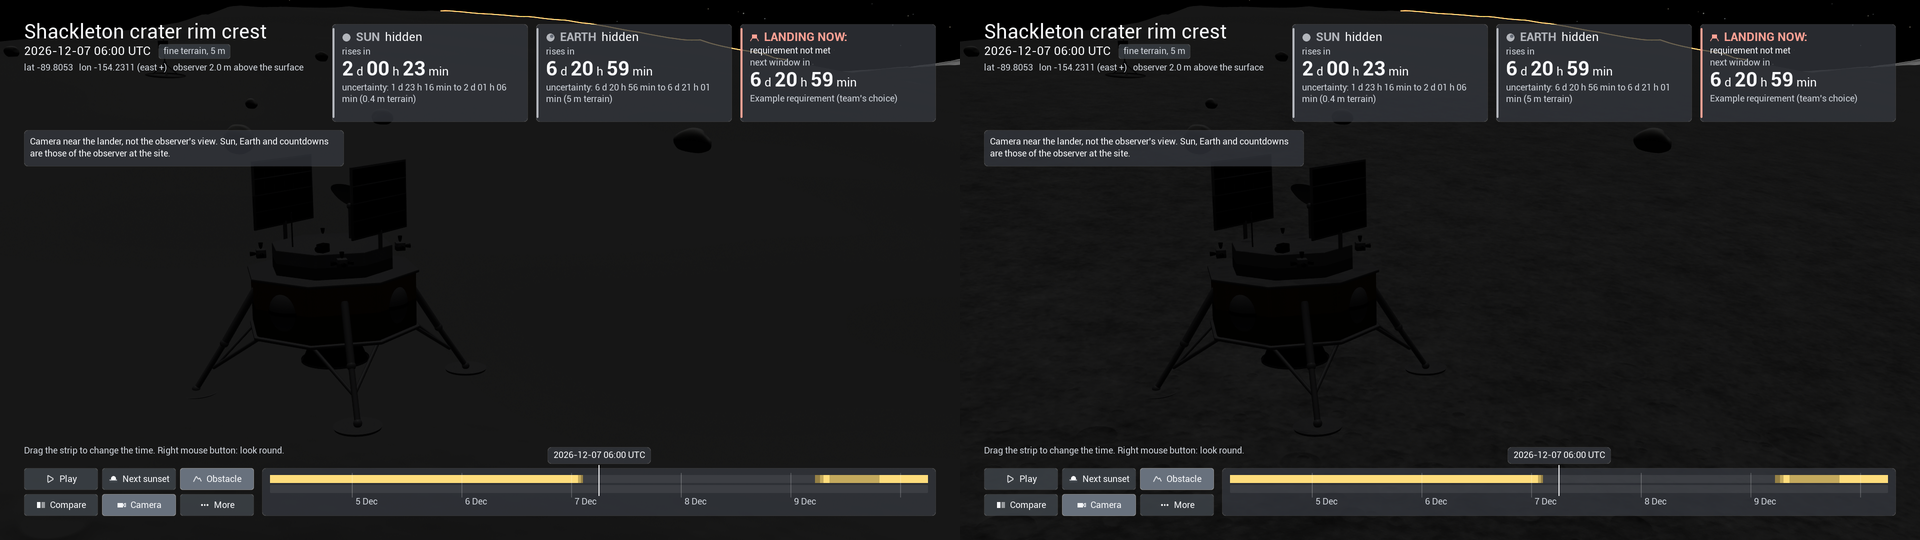 Shackleton crater rim crest
2026-12-07 06:00 UTC fine terrain, 5 m
lat -89.8053 lon -154.2311 (east +) observer 2.0 m above the surface
SUN hidden
rises in
2 d 00 h 23 min
uncertainty: 1 d 23 h 16 min to 2 d 01 h 06
min (0.4 m terrain)
EARTH hidden
rises in
6 d 20 h 59 min
uncertainty: 6 d 20 h 56 min to 6 d 21 h 01
min (5 m terrain)
LANDING NOW:
requirement not met
next window in
6 d 20 h 59 min
Example requirement (team's choice)
Camera near the lander, not the observer's view. Sun, Earth and countdowns
are those of the observer at the site.
Drag the strip to change the time. Right mouse button: look round.
2026-12-07 06:00 UTC
Play Next sunset Obstacle
Compare Camera More
5 Dec 6 Dec 7 Dec 8 Dec 9 Dec
Shackleton crater rim crest
2026-12-07 06:00 UTC fine terrain, 5 m
lat -89.8053 lon -154.2311 (east +) observer 2.0 m above the surface
SUN hidden
rises in
2 d 00 h 23 min
uncertainty: 1 d 23 h 16 min to 2 d 01 h 06
min (0.4 m terrain)
EARTH hidden
rises in
6 d 20 h 59 min
uncertainty: 6 d 20 h 56 min to 6 d 21 h 01
min (5 m terrain)
LANDING NOW:
requirement not met
next window in
6 d 20 h 59 min
Example requirement (team's choice)
Camera near the lander, not the observer's view. Sun, Earth and countdowns
are those of the observer at the site.
Drag the strip to change the time. Right mouse button: look round.
2026-12-07 06:00 UTC
Play Next sunset Obstacle
Compare Camera More
5 Dec 6 Dec 7 Dec 8 Dec 9 Dec